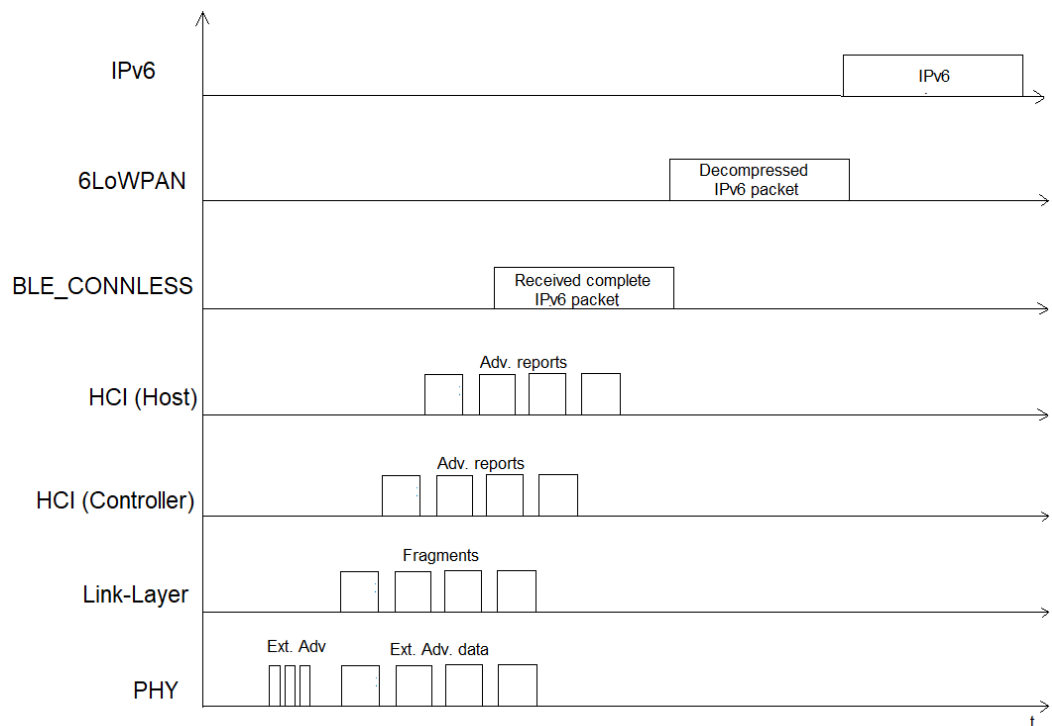 IPv6
IPv6
6LoWPAN
Decompressed
IPv6 packet
BLE_CONNLESS
Received complete
IPv6 packet
Adv. reports
HCI (Host)
Adv. reports
HCI (Controller)
Fragments
Link-Layer
Ext. Adv
Ext. Adv. data
PHY
t